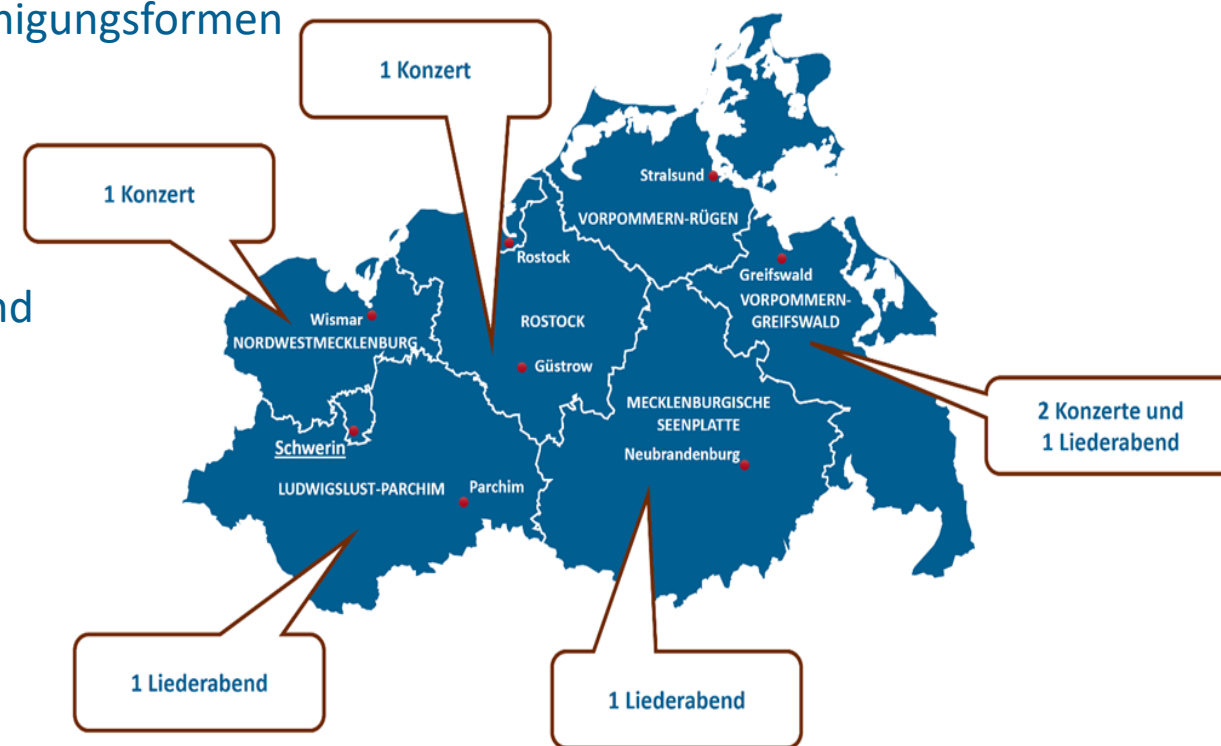 nigungsformen
1 Konzert
1 Konzert
nd
Stralsund
VORPOMMERN-RÜGEN
Rostock
Greifswald
VORPOMMERN-
GREIFSWALD
Wismar
NORDWESTMECKLENBURG
ROSTOCK
Güstrow
MECKLENBURGISCHE
SEENPLATTE
Neubrandenburg
2 Konzerte und
1 Liederabend
Schwerin
LUDWIGSLUST-PARCHIM
Parchim
1 Liederabend
1 Liederabend